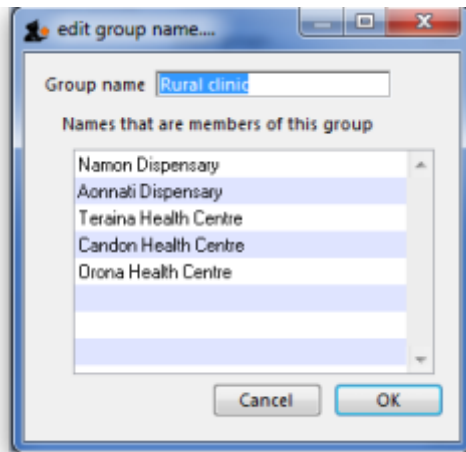 edit group name....
Group name Rural clinic
Names that are members of this group
Namon Dispensary
Aonnati Dispensary
Teraina Health Centre
Candon Health Centre
Orona Health Centre
Cancel OK